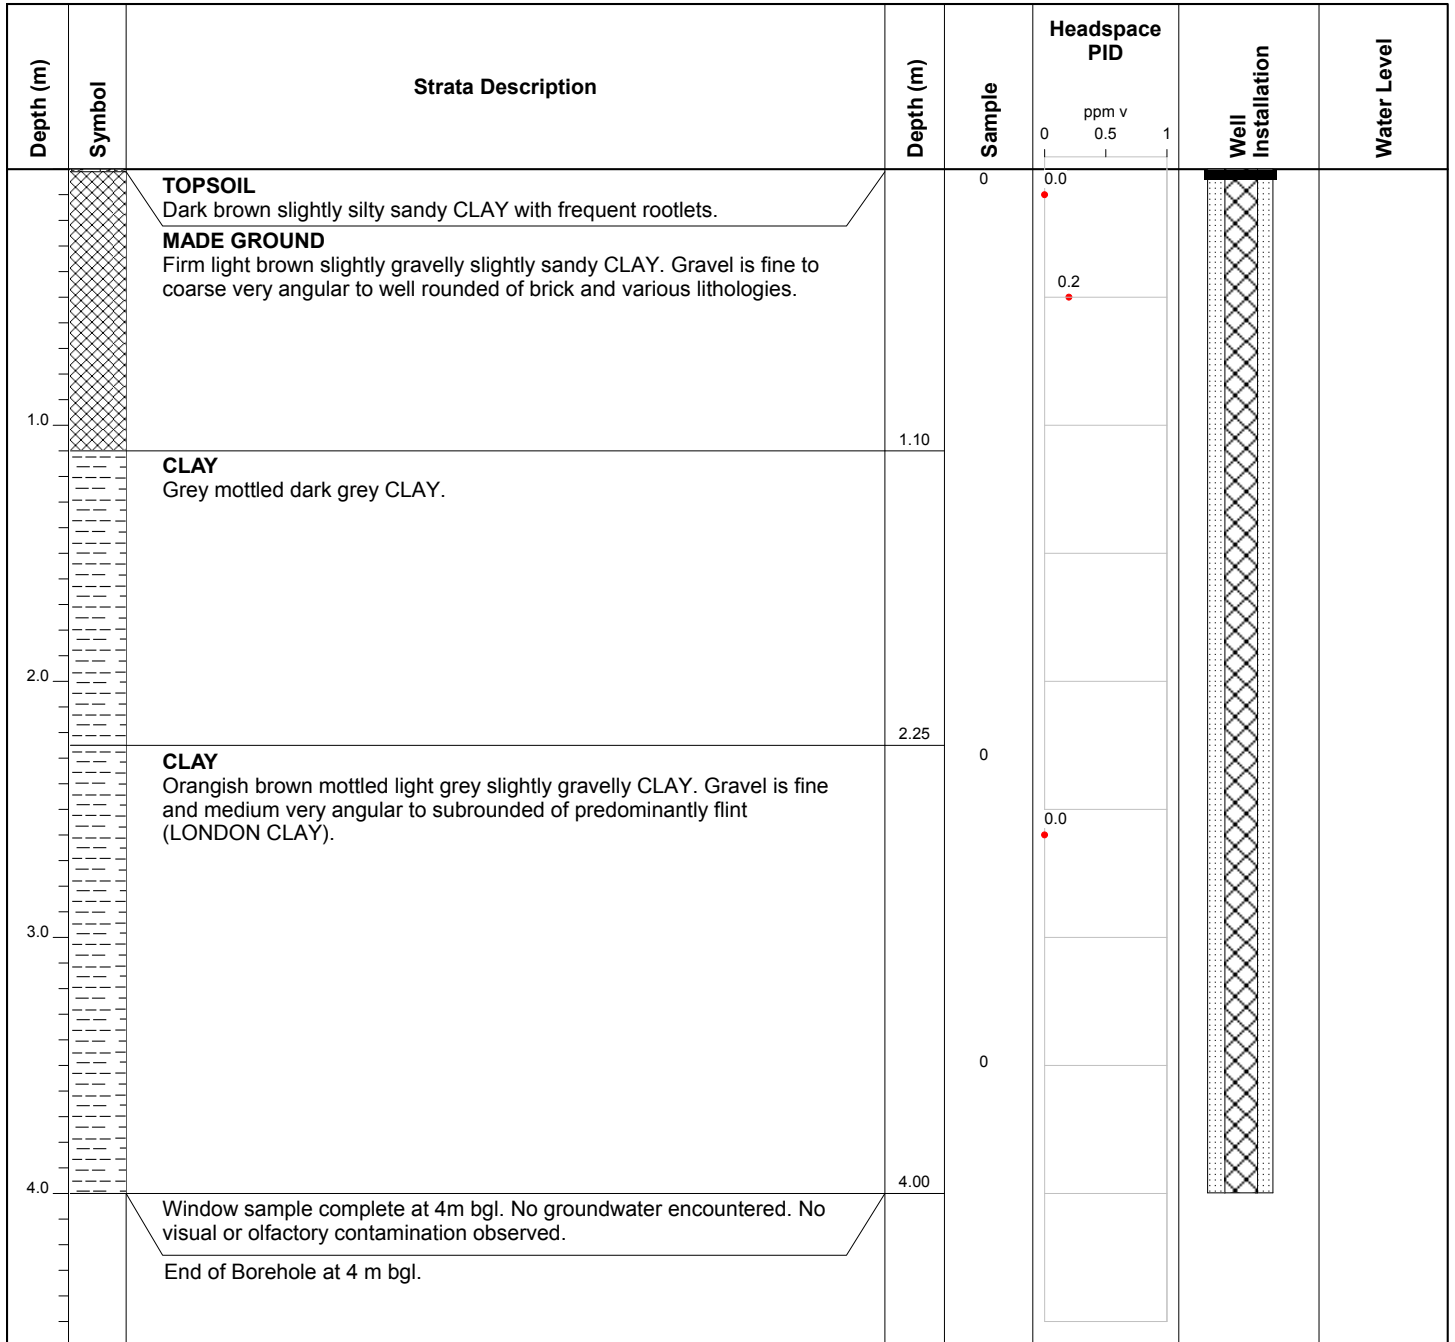 Depth (m)
Symbol
Strata Description
Depth (m)
Sample
Headspace
PID
ppm v
0 0.5 1
Well
Installation
Water Level
TOPSOIL
Dark brown slightly silty sandy CLAY with frequent rootlets.
0
0.0
MADE GROUND
Firm light brown slightly gravelly slightly sandy CLAY. Gravel is fine to
coarse very angular to well rounded of brick and various lithologies.
0.2
1.0
1.10
CLAY
Grey mottled dark grey CLAY.
2.0
2.25
CLAY
Orangish brown mottled light grey slightly gravelly CLAY. Gravel is fine
and medium very angular to subrounded of predominantly flint
(LONDON CLAY).
0
0.0
3.0
0
4.0
4.00
Window sample complete at 4m bgl. No groundwater encountered. No
visual or olfactory contamination observed.
End of Borehole at 4 m bgl.